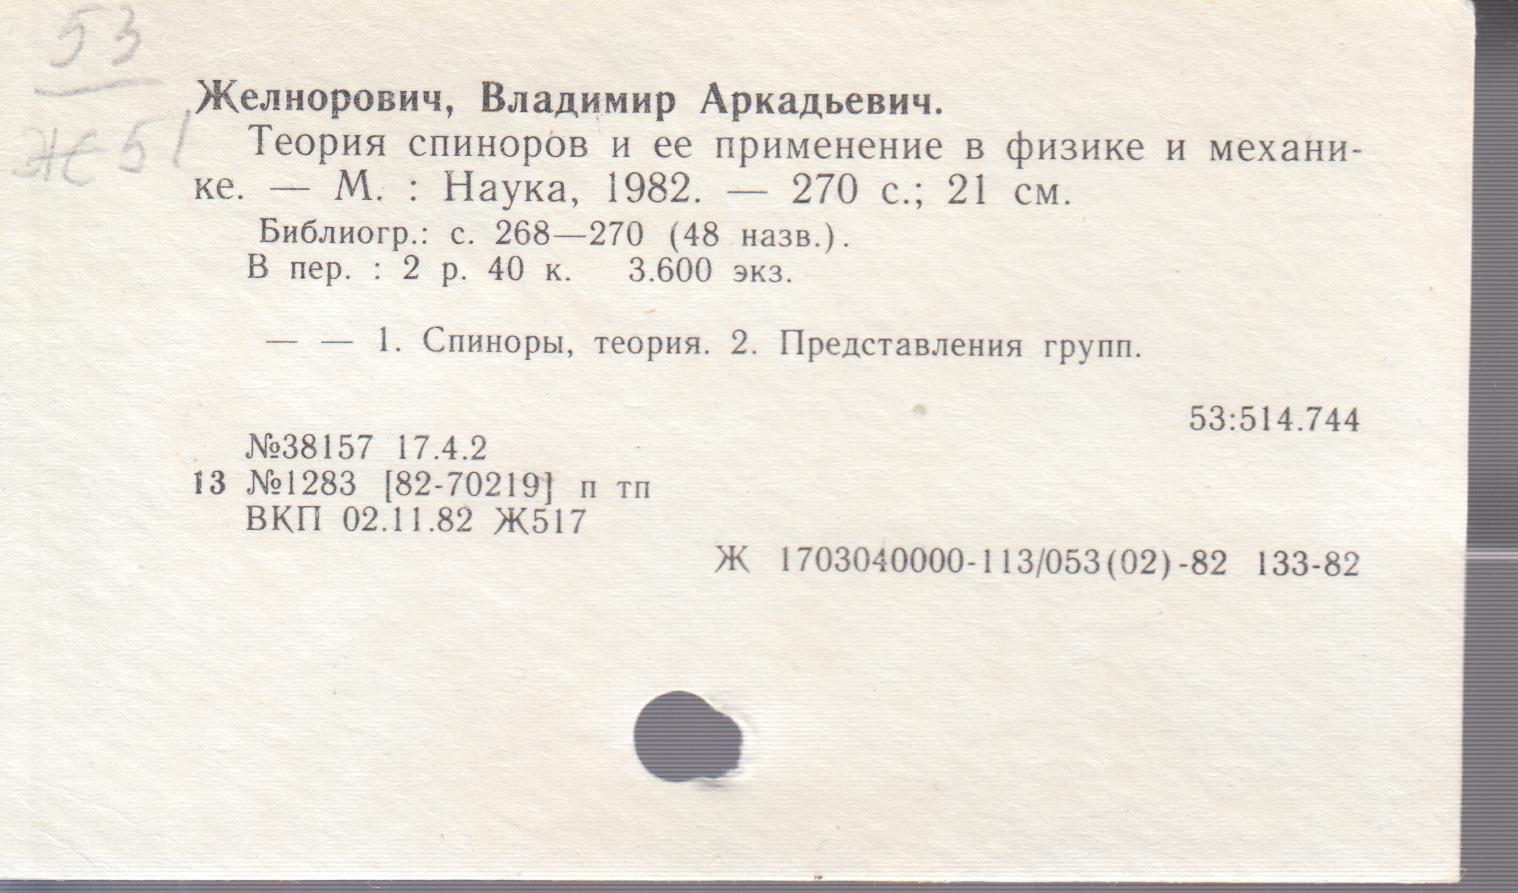 53
Ж51
Желнорович, Владимир Аркадьевич.
Теория спиноров и ее применение в физике и механи-
ке. — М. : Наука, 1982. — 270 с.; 21 см.
Библиогр.: с. 268—270 (48 назв.).
В пер. : 2 р. 40 к. 3.600 экз.
— — 1. Спиноры, теория. 2. Представления групп.
53:514.744
№38157 17.4.2
13 №1283 [82-70219] п тп
ВКП 02.11.82 Ж517
Ж 1703040000-113/053(02)-82 133-82